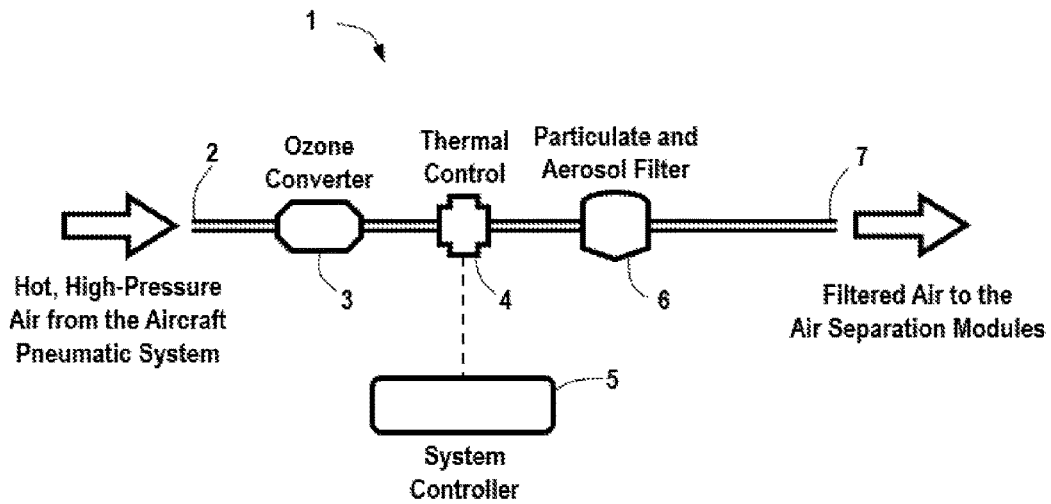 1
2
Ozone
Converter
Thermal
Control
Particulate and
Aerosol Filter
7
3
4
6
Hot, High-Pressure
Air from the Aircraft
Pneumatic System
Filtered Air to the
Air Separation Modules
5
System
Controller